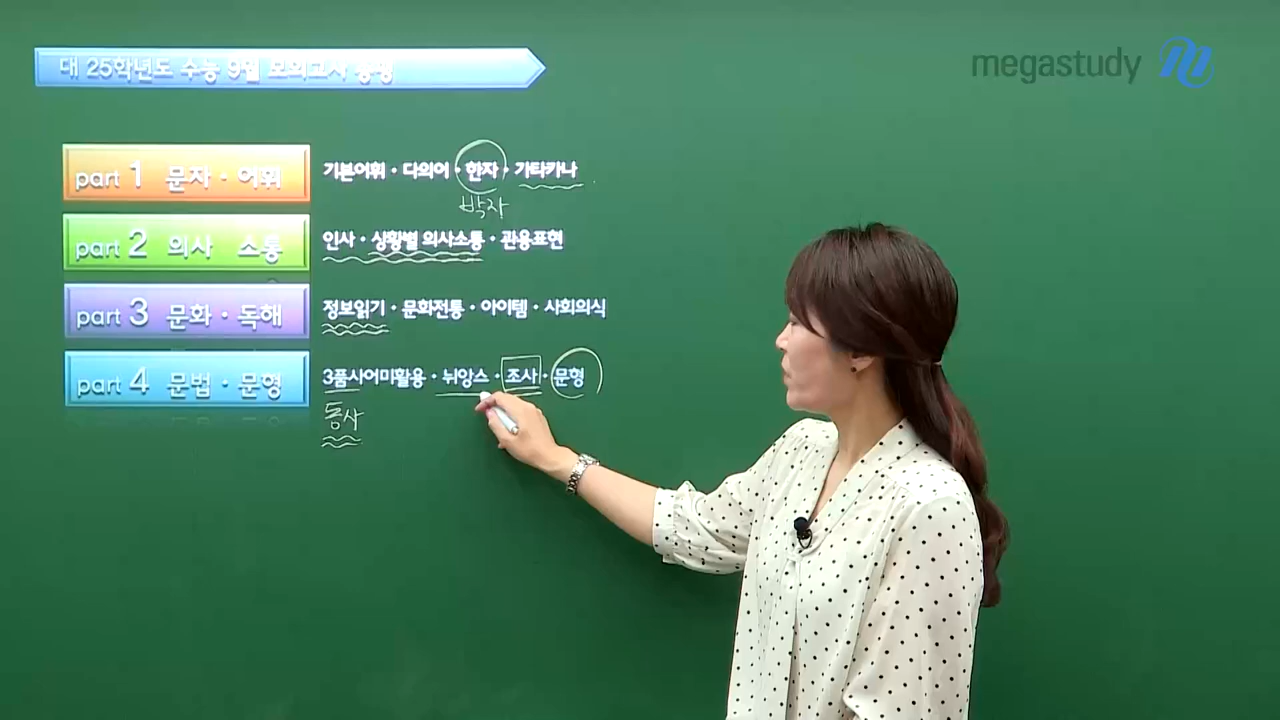 megastudy
대 25학년도 수능 9월 모의고사 동향
part 1 문자 · 어휘
기본어휘 · 다의어 · 한자 · 가타카나
박자
part 2 의사 소통
인사 · 상황별 의사소통 · 관용표현
part 3 문화 · 독해
정보읽기 · 문화전통 · 아이템 · 사회의식
part 4 문법 · 문형
3품사어미활용 · 뉘앙스 · 조사 · 문형
동사